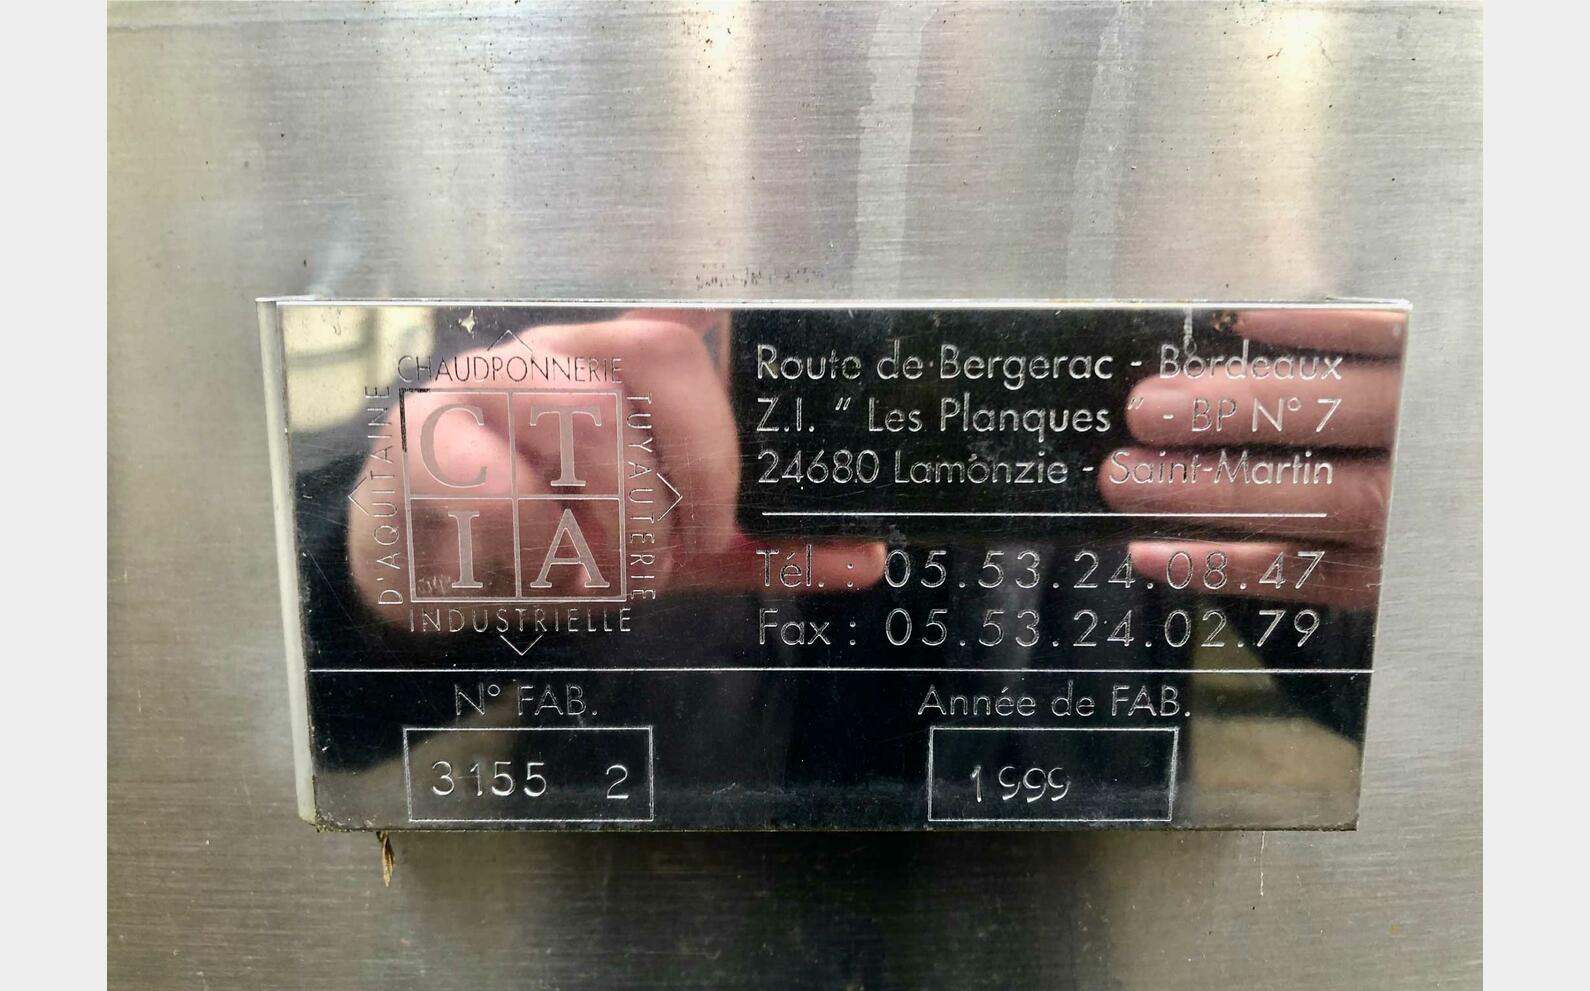 CHAUDPONNERIE
TUYAUTERIE
INDUSTRIELLE
D'AQUITAINE
C T
I A
Route de Bergerac - Bordeaux
Z.I. " Les Planques " - BP N° 7
24680 Lamonzie - Saint-Martin
Tél. : 05.53.24.08.47
Fax : 05.53.24.02.79
N° FAB.
3155 2
Année de FAB.
1999